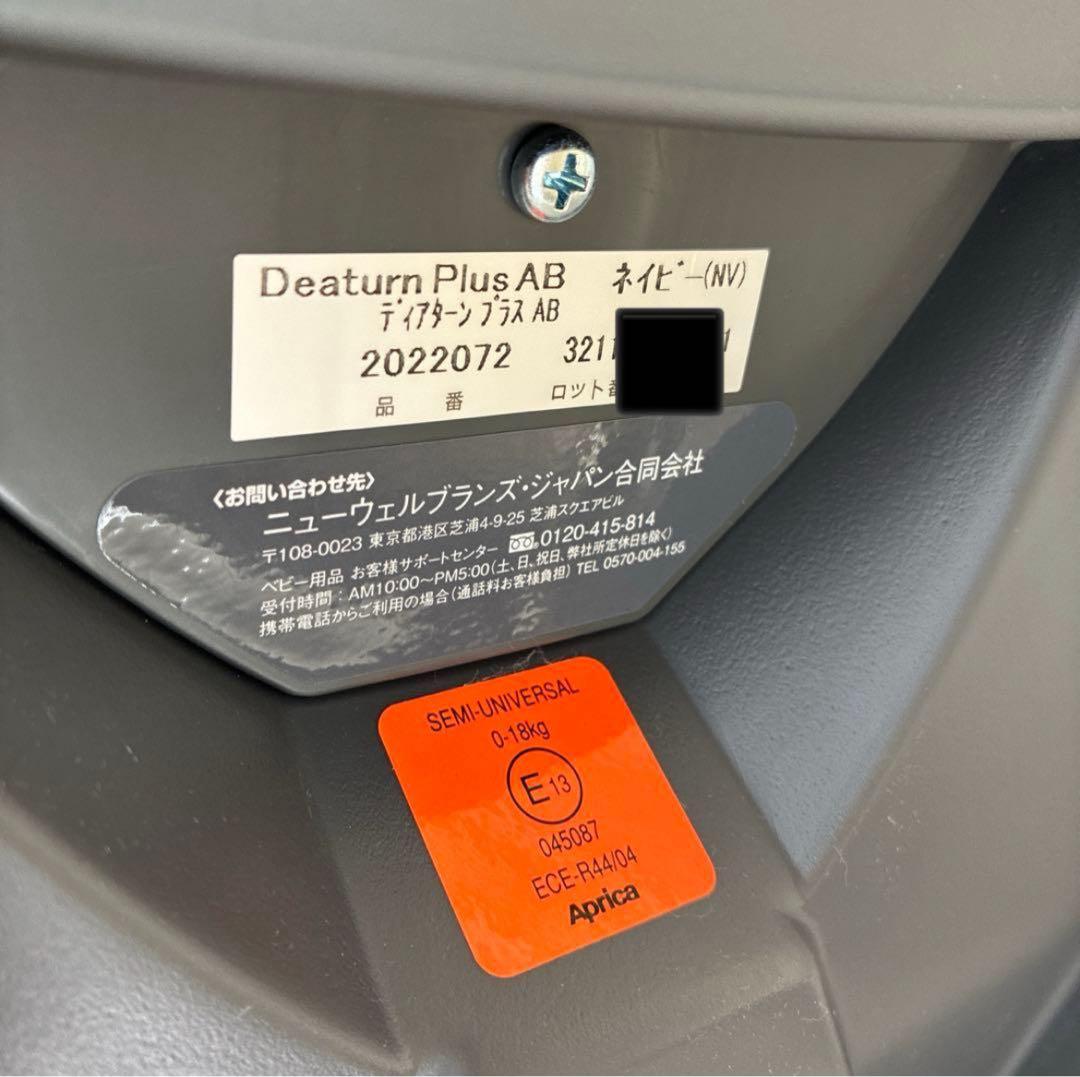 Deaturn Plus AB ネイビー(NV)
ディアターン プラス AB
2022072 3211
品 番 ロット番
〈お問い合わせ先〉
ニューウェルブランズ・ジャパン合同会社
〒108-0023 東京都港区芝浦4-9-25 芝浦スクエアビル
ベビー用品 お客様サポートセンター 0120-415-814
受付時間：AM10:00〜PM5:00(土、日、祝日、弊社所定休日を除く)
携帯電話からご利用の場合(通話料お客様負担) TEL 0570-004-155
SEMI-UNIVERSAL
0-18kg
E 13
045087
ECE-R44/04
Aprica